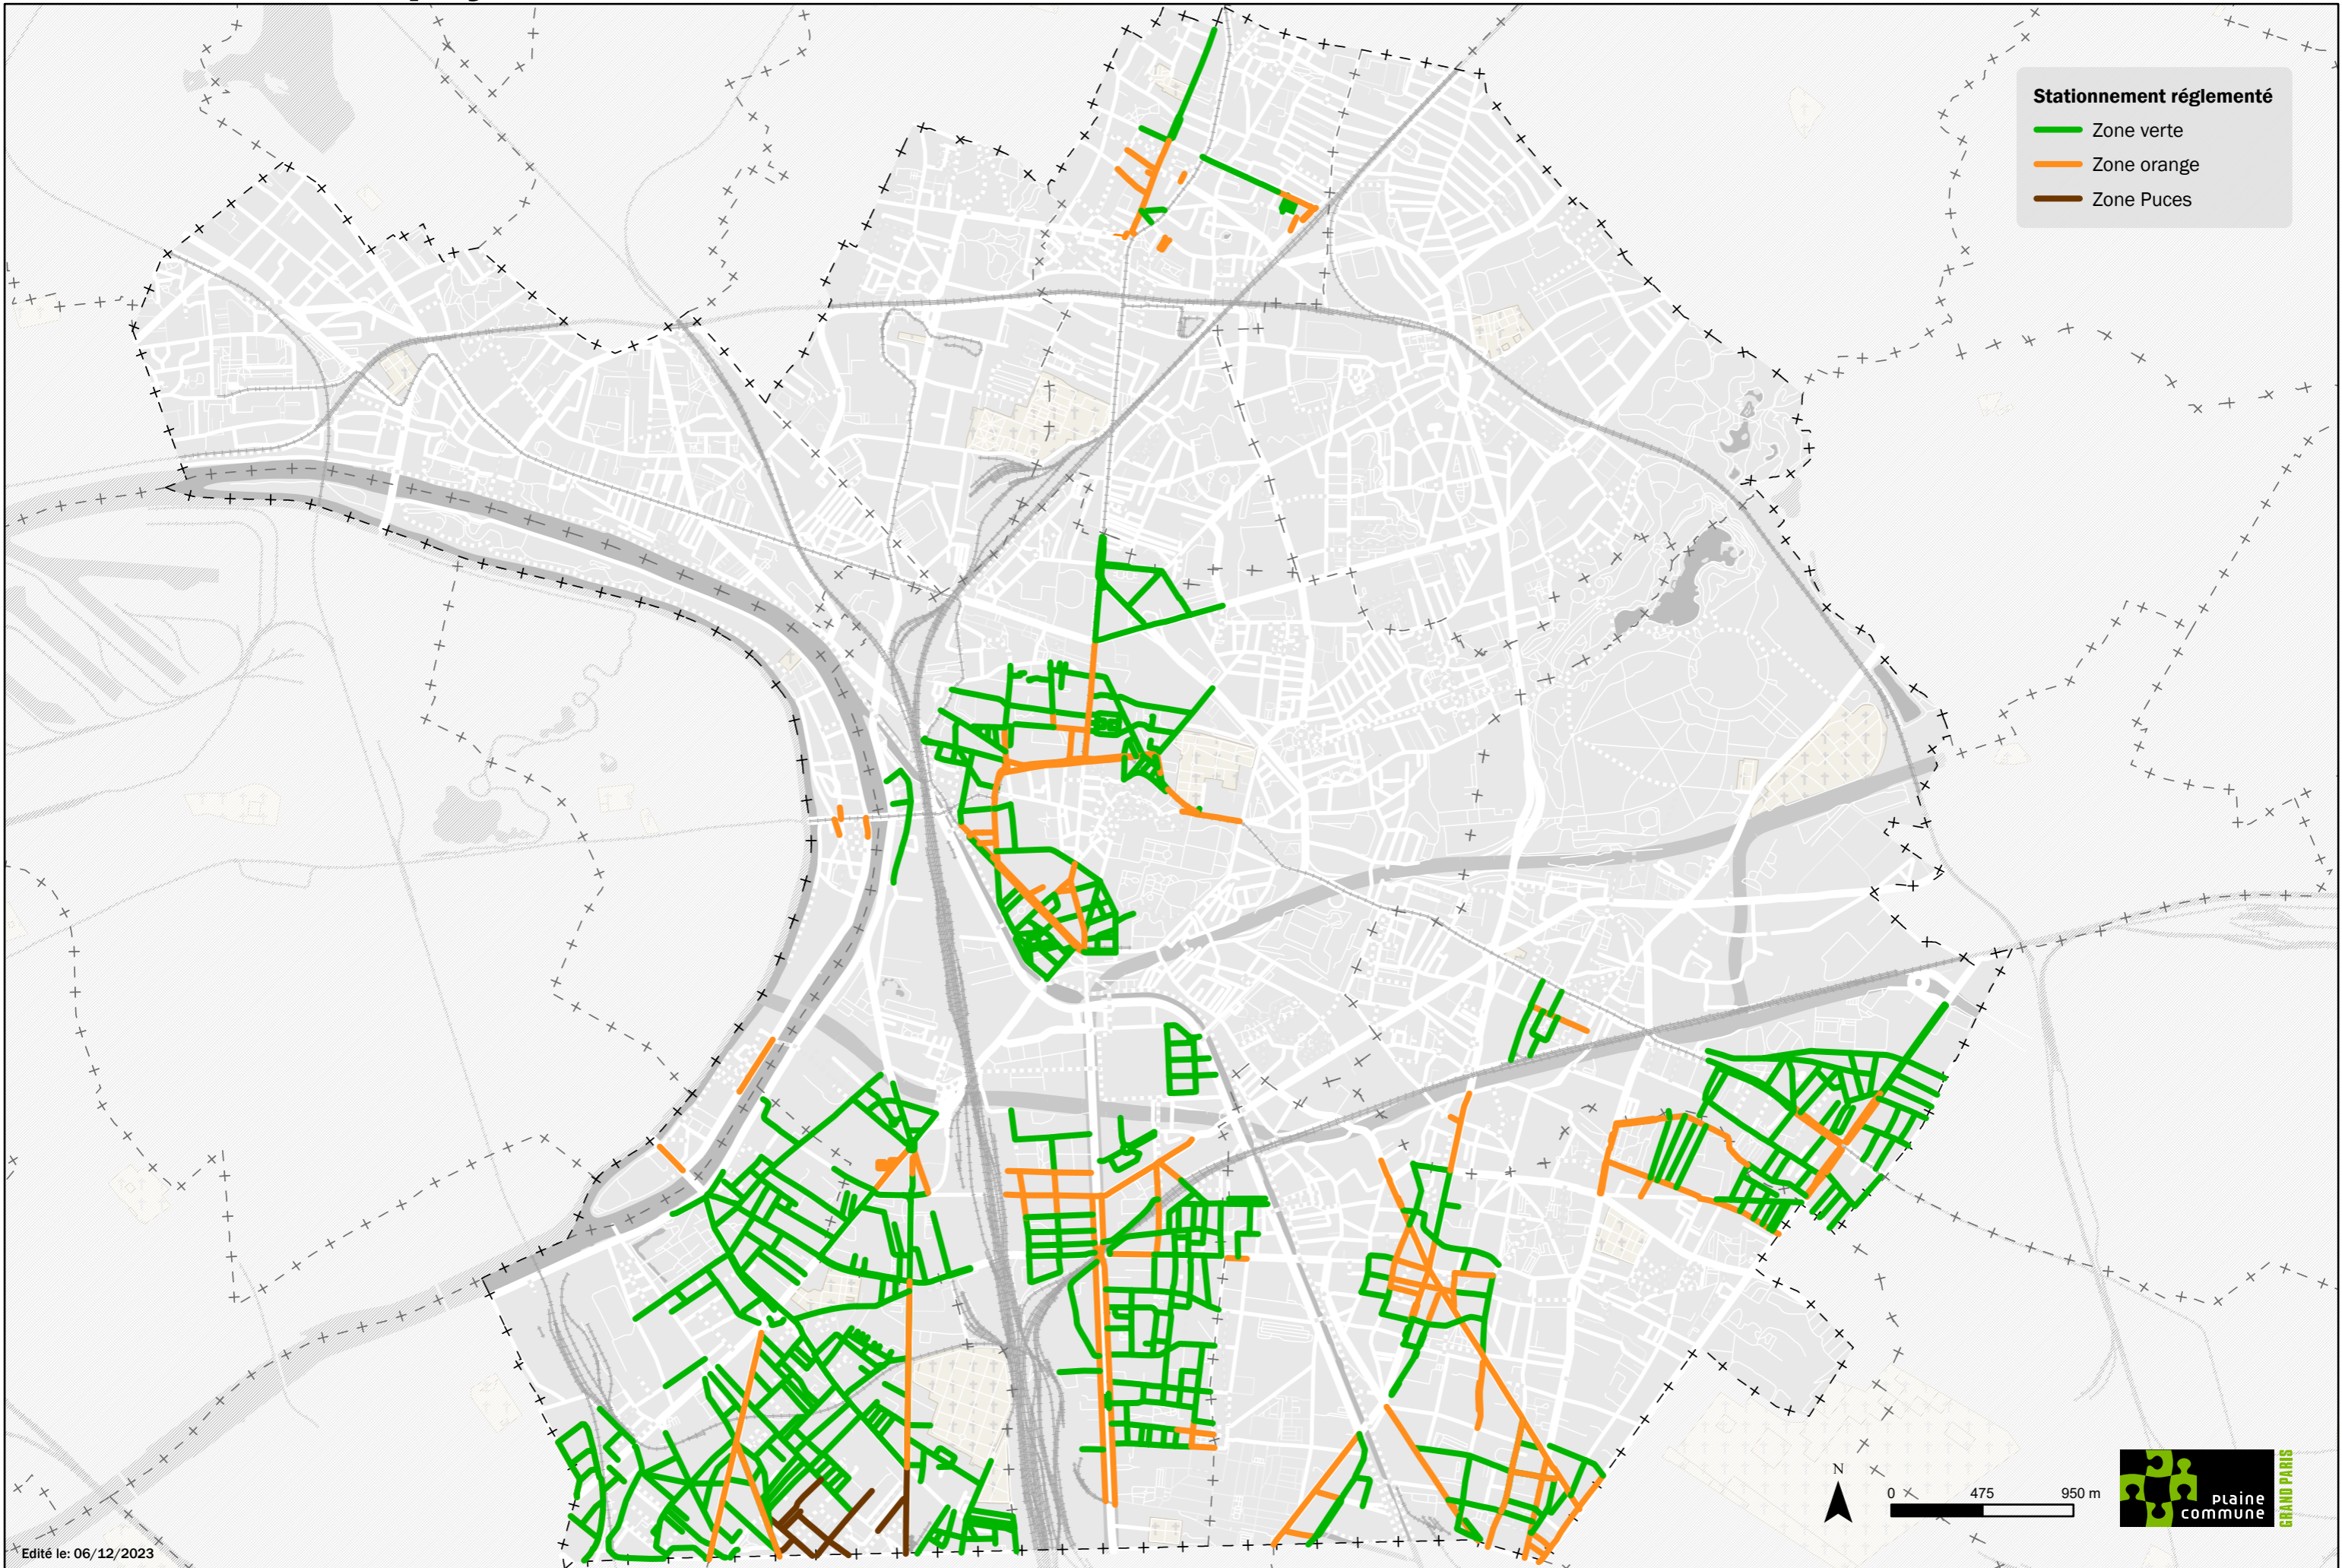 Stationnement réglementé
Zone verte
Zone orange
Zone Puces
N
0 475 950 m
PLaine
commune
GRAND PARIS
Edité le: 06/12/2023